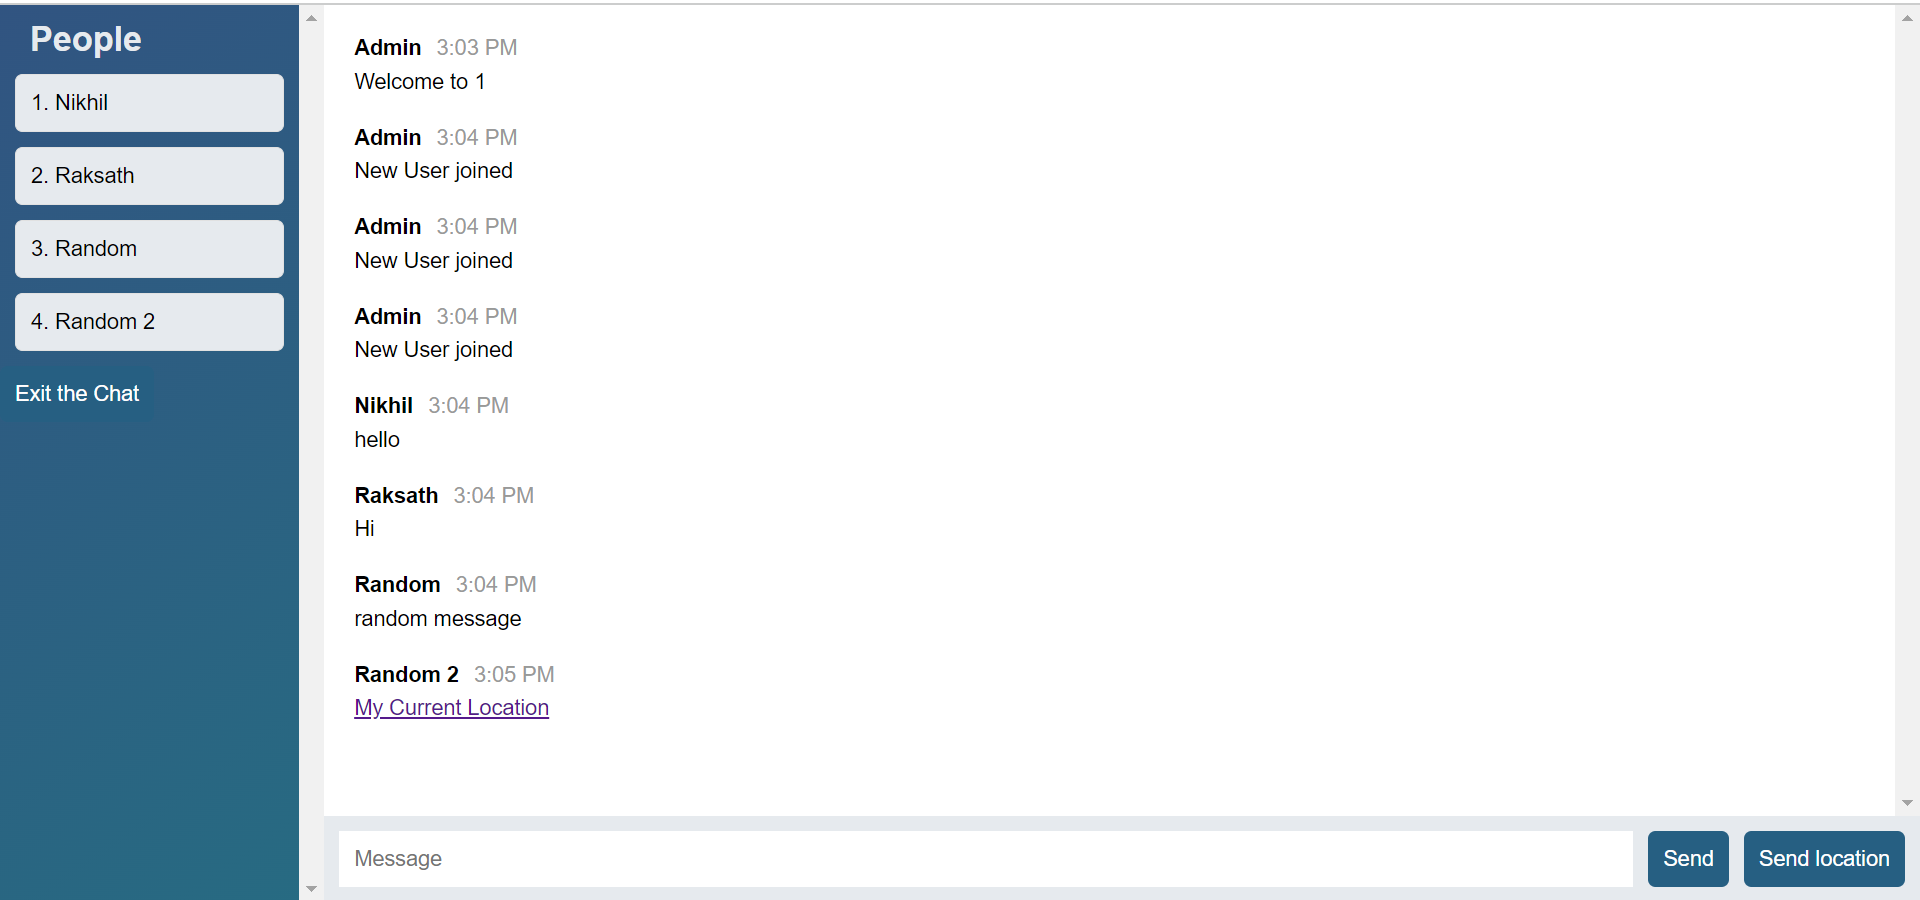 People
1. Nikhil
2. Raksath
3. Random
4. Random 2
Exit the Chat
Admin 3:03 PM
Welcome to 1
Admin 3:04 PM
New User joined
Admin 3:04 PM
New User joined
Admin 3:04 PM
New User joined
Nikhil 3:04 PM
hello
Raksath 3:04 PM
Hi
Random 3:04 PM
random message
Random 2 3:05 PM
My Current Location
Message
Send
Send location